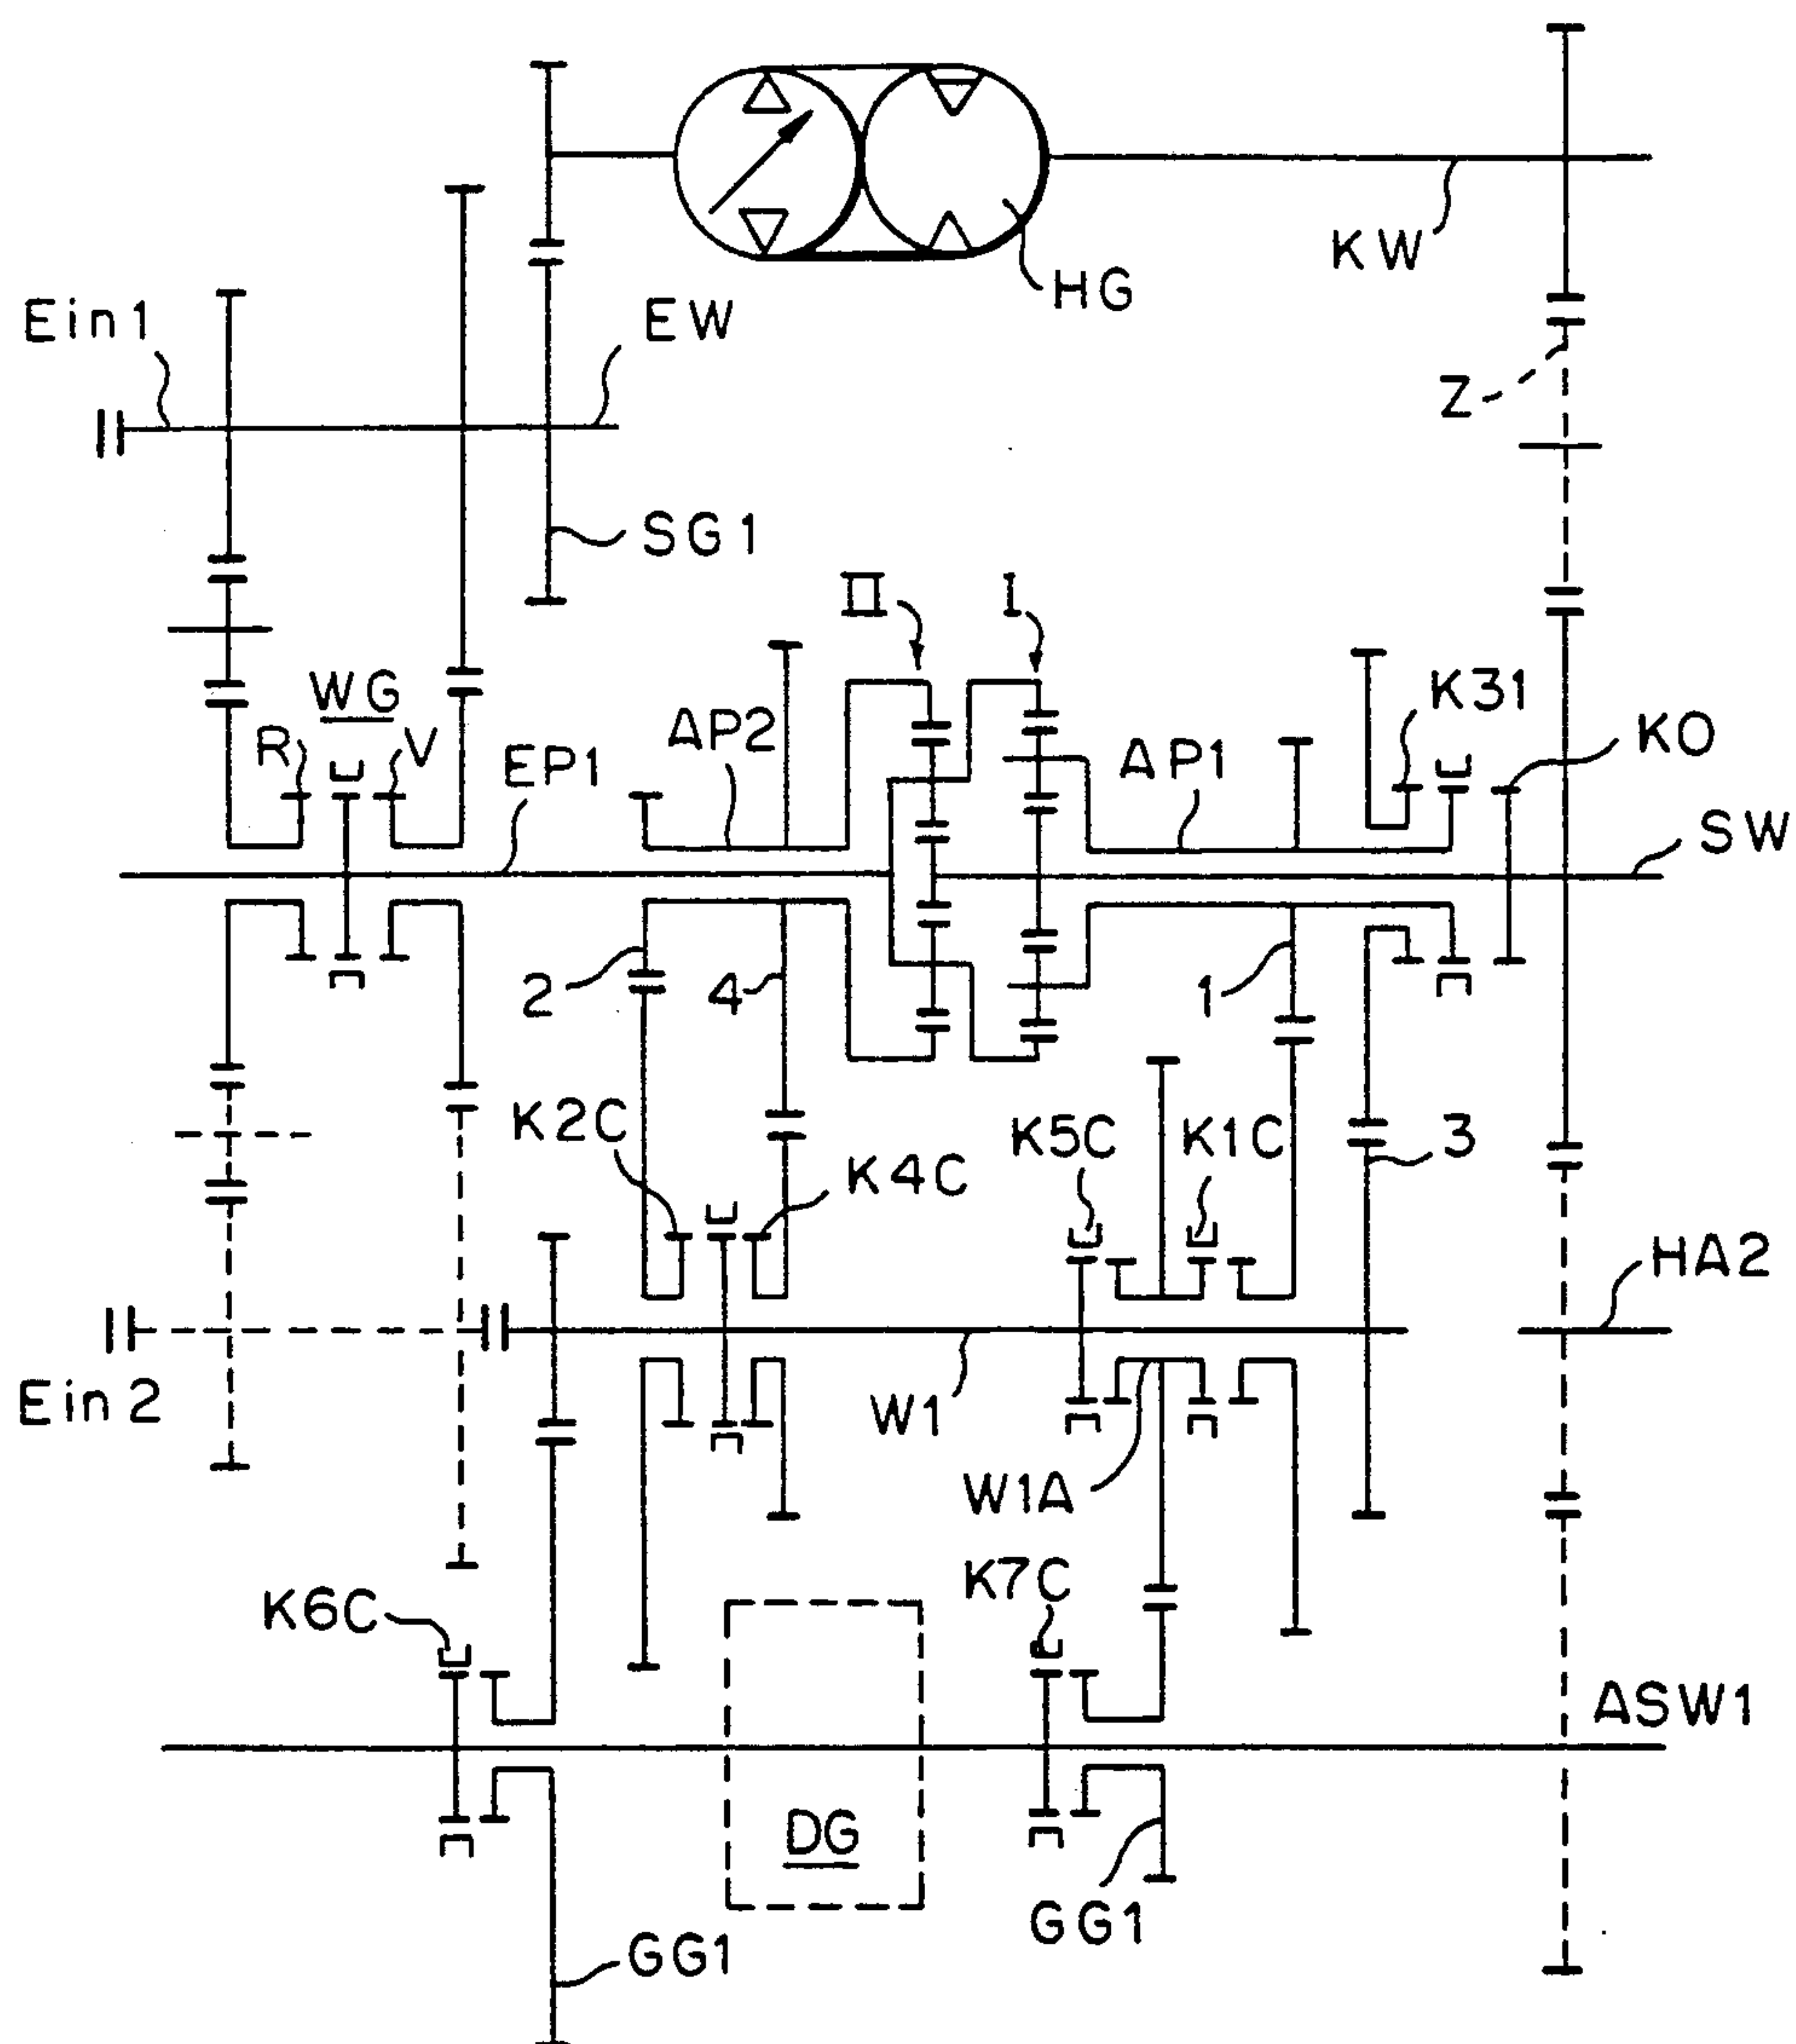 KW
HG
Ein1
EW
Z
SG1
II
I
WG
K31
R
V
AP2
EP1
AP1
KO
SW
2
4
1
K2C
K5C
K1C
3
K4C
HA2
Ein2
W1
W1A
K7C
K6C
ASW1
DG
GG1
GG1